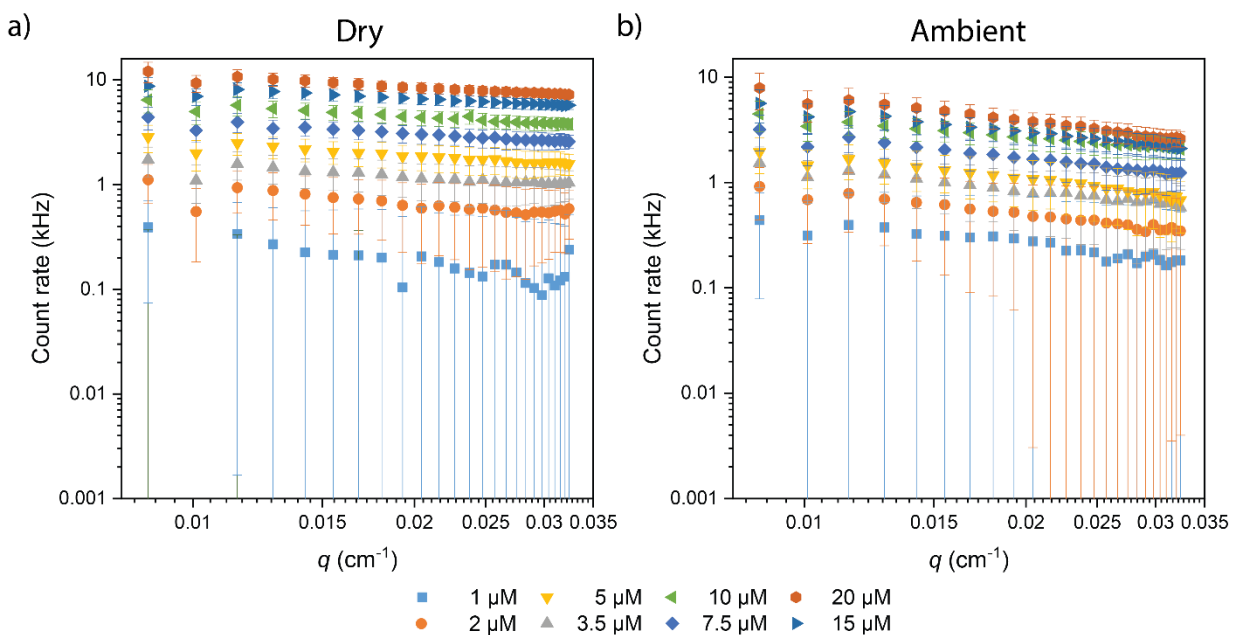 a) Dry
b) Ambient
Count rate (kHz)
10
1
0.1
0.01
0.001
0.01 0.015 0.02 0.025 0.03 0.035
q (cm⁻¹)
Count rate (kHz)
10
1
0.1
0.01
0.001
0.01 0.015 0.02 0.025 0.03 0.035
q (cm⁻¹)
1 µM 5 µM 10 µM 20 µM
2 µM 3.5 µM 7.5 µM 15 µM